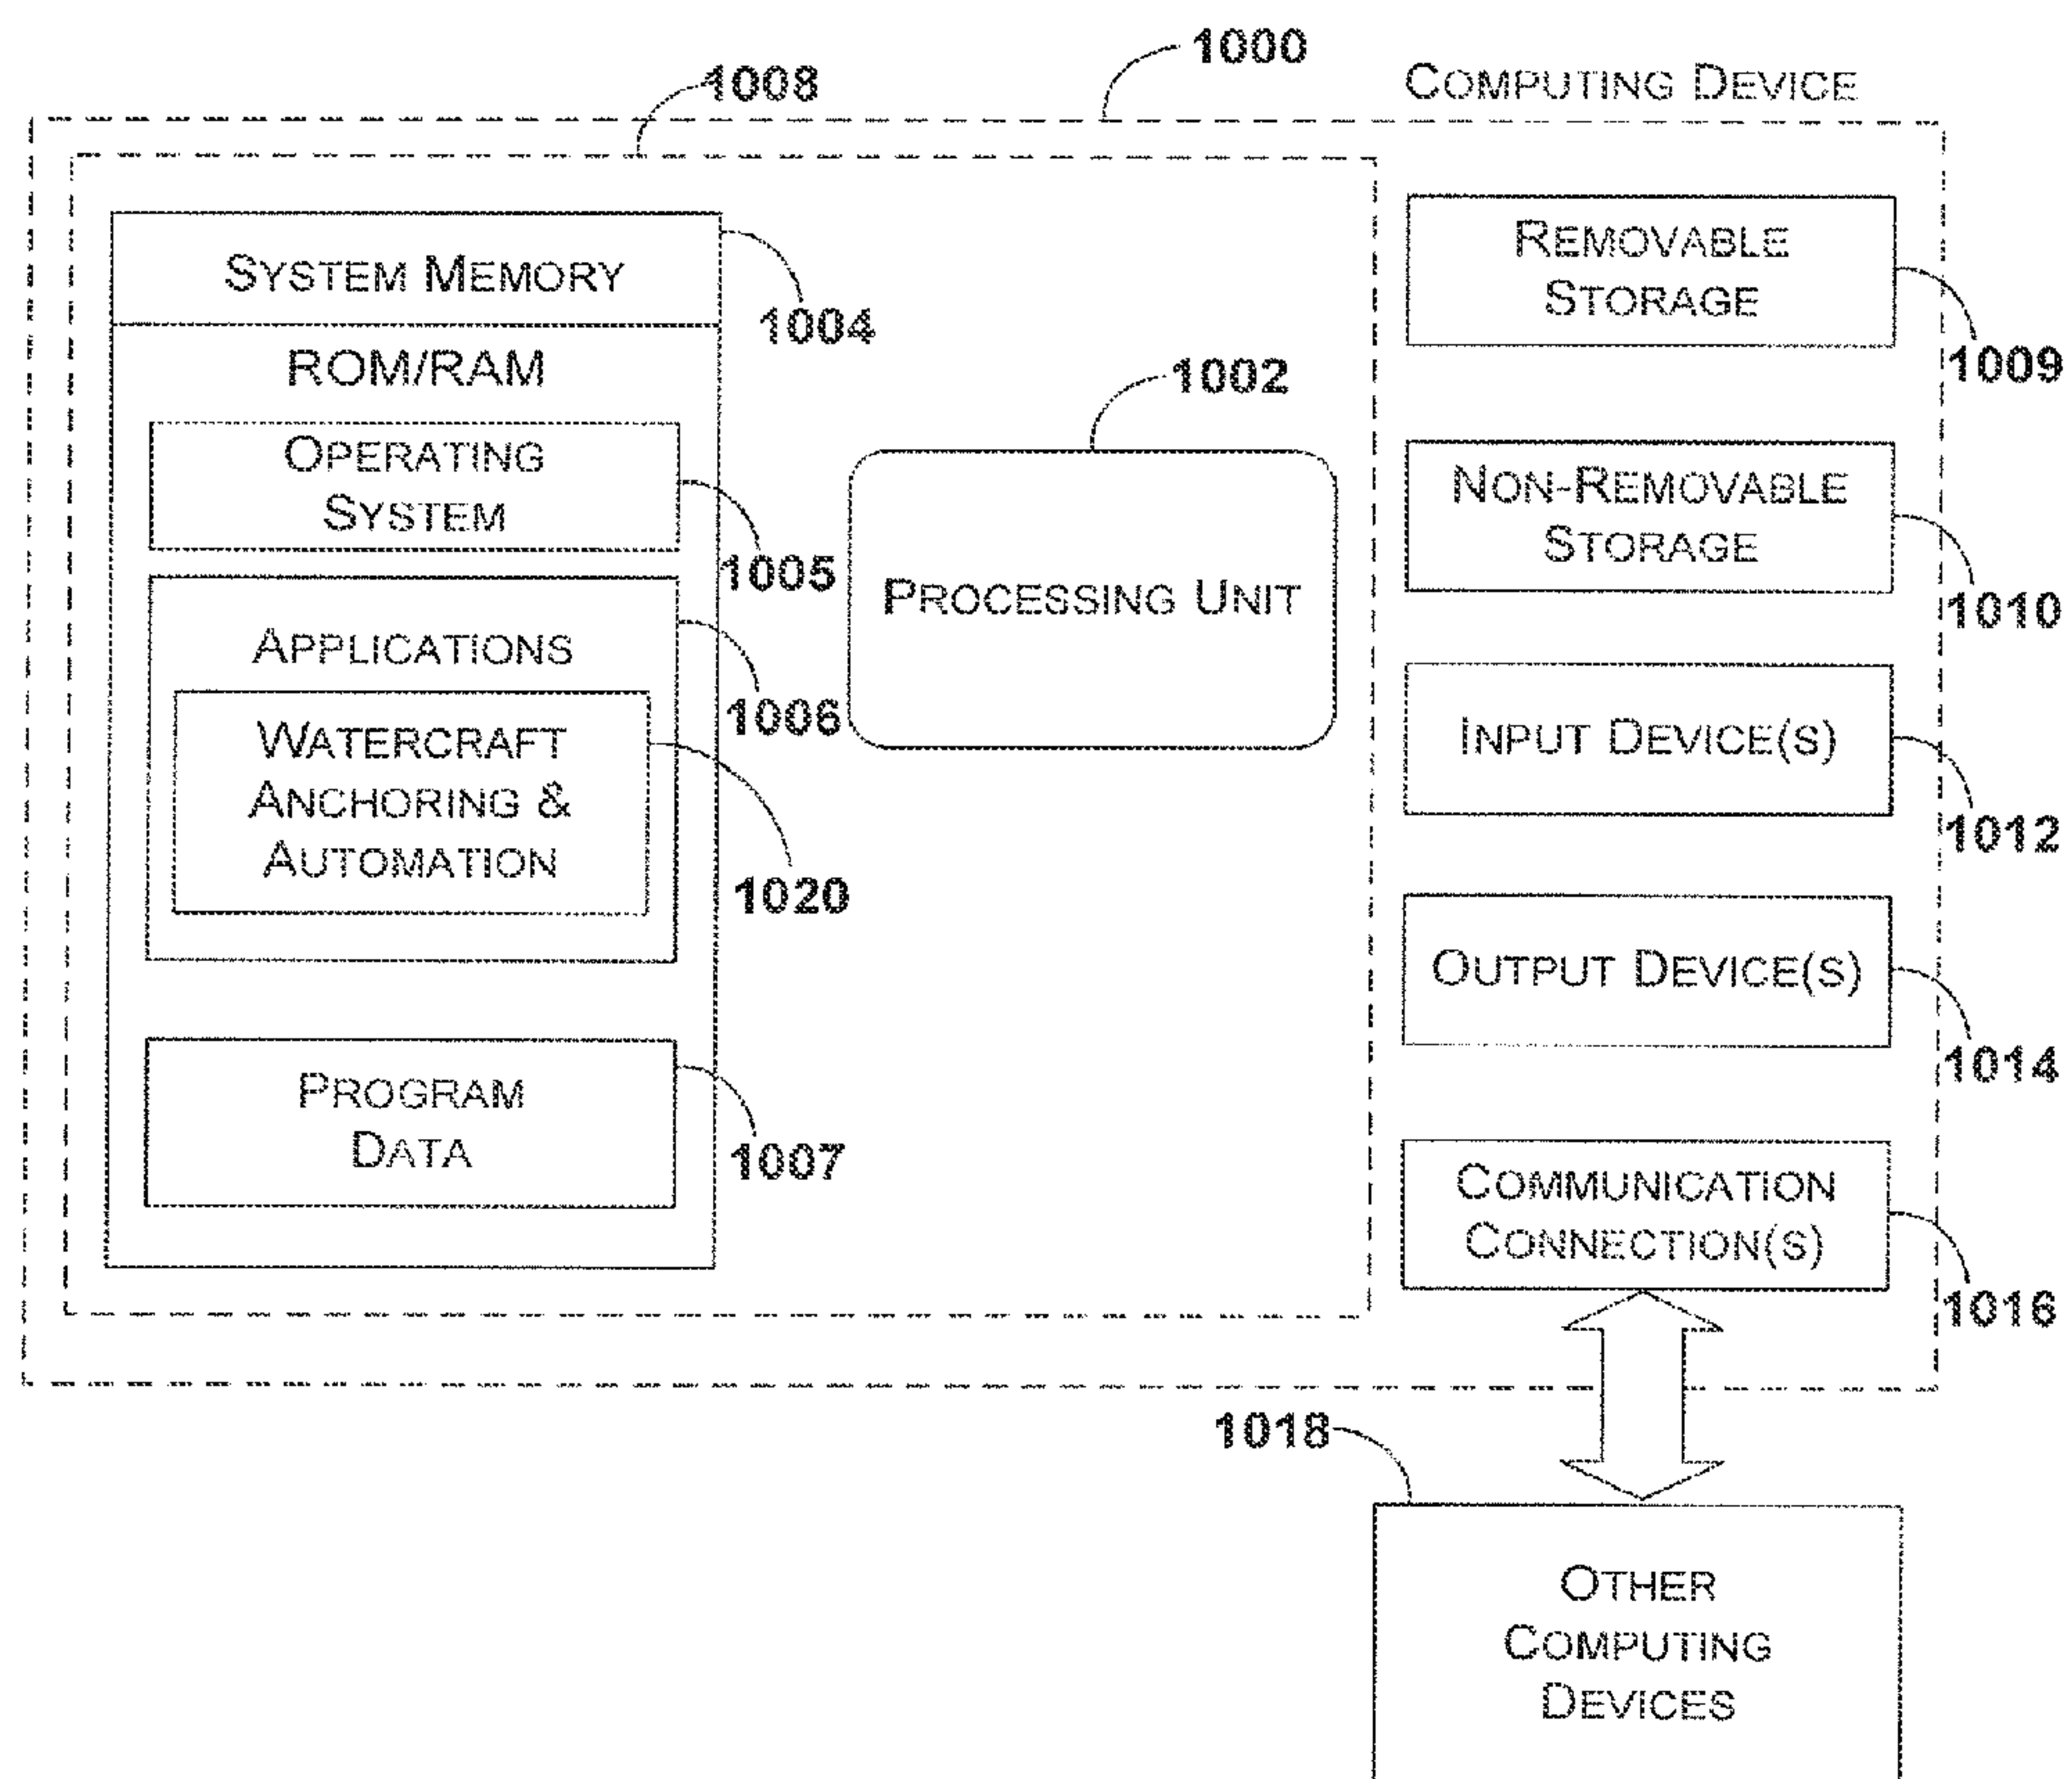 1000
1008
COMPUTING DEVICE
SYSTEM MEMORY
1004
ROM/RAM
OPERATING
SYSTEM
1005
APPLICATIONS
1006
WATERCRAFT
ANCHORING &
AUTOMATION
1020
PROGRAM
DATA
1007
1002
PROCESSING UNIT
REMOVABLE
STORAGE
1009
NON-REMOVABLE
STORAGE
1010
INPUT DEVICE(S)
1012
OUTPUT DEVICE(S)
1014
COMMUNICATION
CONNECTION(S)
1016
1018
OTHER
COMPUTING
DEVICES